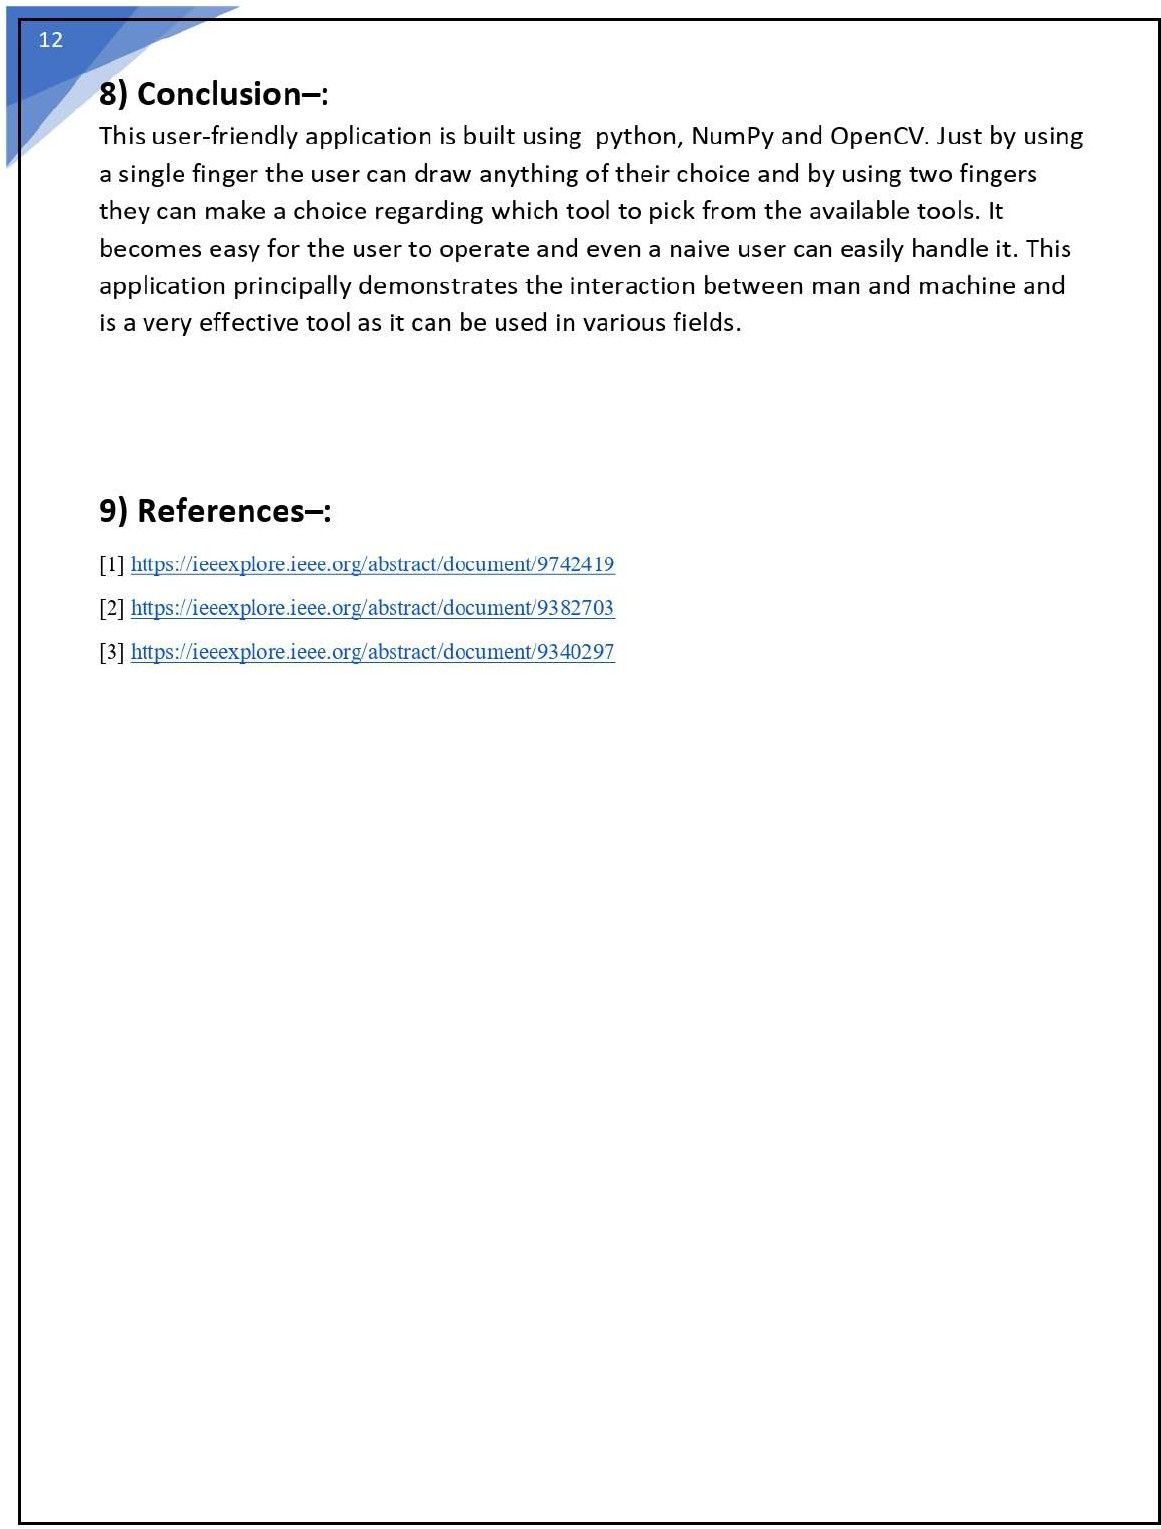 12
8) Conclusion–:
This user-friendly application is built using  python, NumPy and OpenCV. Just by using
a single finger the user can draw anything of their choice and by using two fingers
they can make a choice regarding which tool to pick from the available tools. It
becomes easy for the user to operate and even a naive user can easily handle it. This
application principally demonstrates the interaction between man and machine and
is a very effective tool as it can be used in various fields.
9) References–:
[1] https://ieeexplore.ieee.org/abstract/document/9742419
[2] https://ieeexplore.ieee.org/abstract/document/9382703
[3] https://ieeexplore.ieee.org/abstract/document/9340297